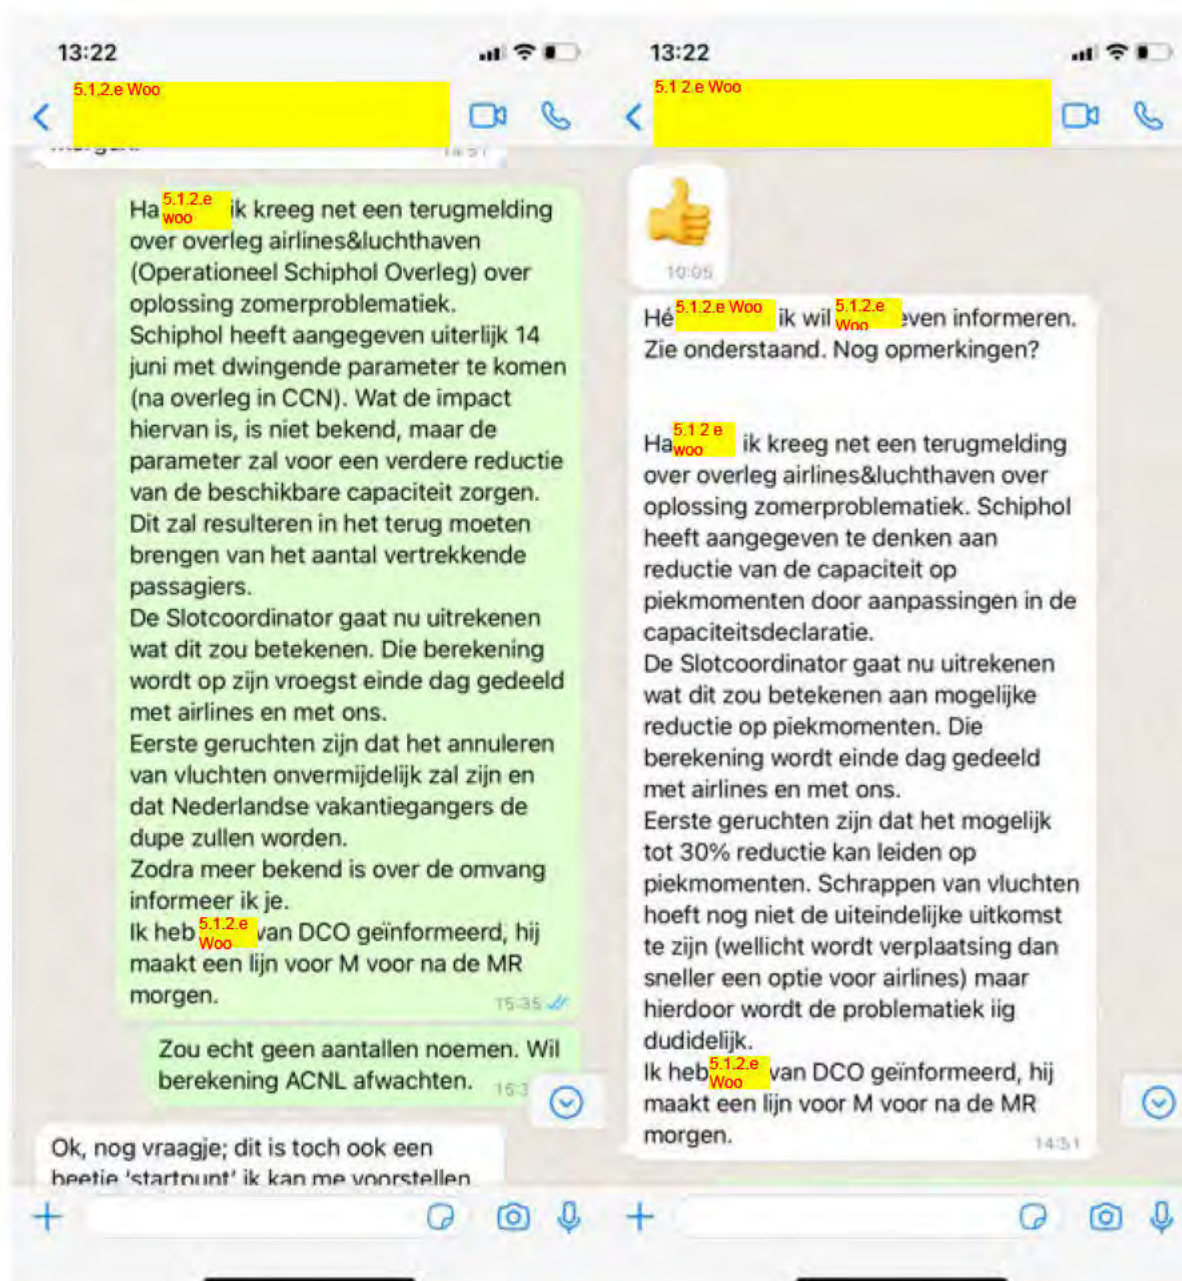 13:22
5.1.2.e Woo
14:51
Ha 5.1.2.e woo ik kreeg net een terugmelding
over overleg airlines&luchthaven
(Operationeel Schiphol Overleg) over
oplossing zomerproblematiek.
Schiphol heeft aangegeven uiterlijk 14
juni met dwingende parameter te komen
(na overleg in CCN). Wat de impact
hiervan is, is niet bekend, maar de
parameter zal voor een verdere reductie
van de beschikbare capaciteit zorgen.
Dit zal resulteren in het terug moeten
brengen van het aantal vertrekkende
passagiers.
De Slotcoordinator gaat nu uitrekenen
wat dit zou betekenen. Die berekening
wordt op zijn vroegst einde dag gedeeld
met airlines en met ons.
Eerste geruchten zijn dat het annuleren
van vluchten onvermijdelijk zal zijn en
dat Nederlandse vakantiegangers de
dupe zullen worden.
Zodra meer bekend is over de omvang
informeer ik je.
Ik heb 5.1.2.e Woo van DCO geïnformeerd, hij
maakt een lijn voor M voor na de MR
morgen.
15:35
Zou echt geen aantallen noemen. Wil
berekening ACNL afwachten.
Ok, nog vraagje; dit is toch ook een
beetje 'startpunt' ik kan me voorstellen
13:22
5.1 2.e Woo
10:05
Hé 5.1.2.e Woo ik wil 5.1.2.e Woo even informeren.
Zie onderstaand. Nog opmerkingen?
Ha 5.1 2 e woo ik kreeg net een terugmelding
over overleg airlines&luchthaven over
oplossing zomerproblematiek. Schiphol
heeft aangegeven te denken aan
reductie van de capaciteit op
piekmomenten door aanpassingen in de
capaciteitsdeclaratie.
De Slotcoordinator gaat nu uitrekenen
wat dit zou betekenen aan mogelijke
reductie op piekmomenten. Die
berekening wordt einde dag gedeeld
met airlines en met ons.
Eerste geruchten zijn dat het mogelijk
tot 30% reductie kan leiden op
piekmomenten. Schrappen van vluchten
hoeft nog niet de uiteindelijke uitkomst
te zijn (wellicht wordt verplaatsing dan
sneller een optie voor airlines) maar
hierdoor wordt de problematiek iig
dudidelijk.
Ik heb 5.1.2.e Woo van DCO geïnformeerd, hij
maakt een lijn voor M voor na de MR
morgen.
14:51